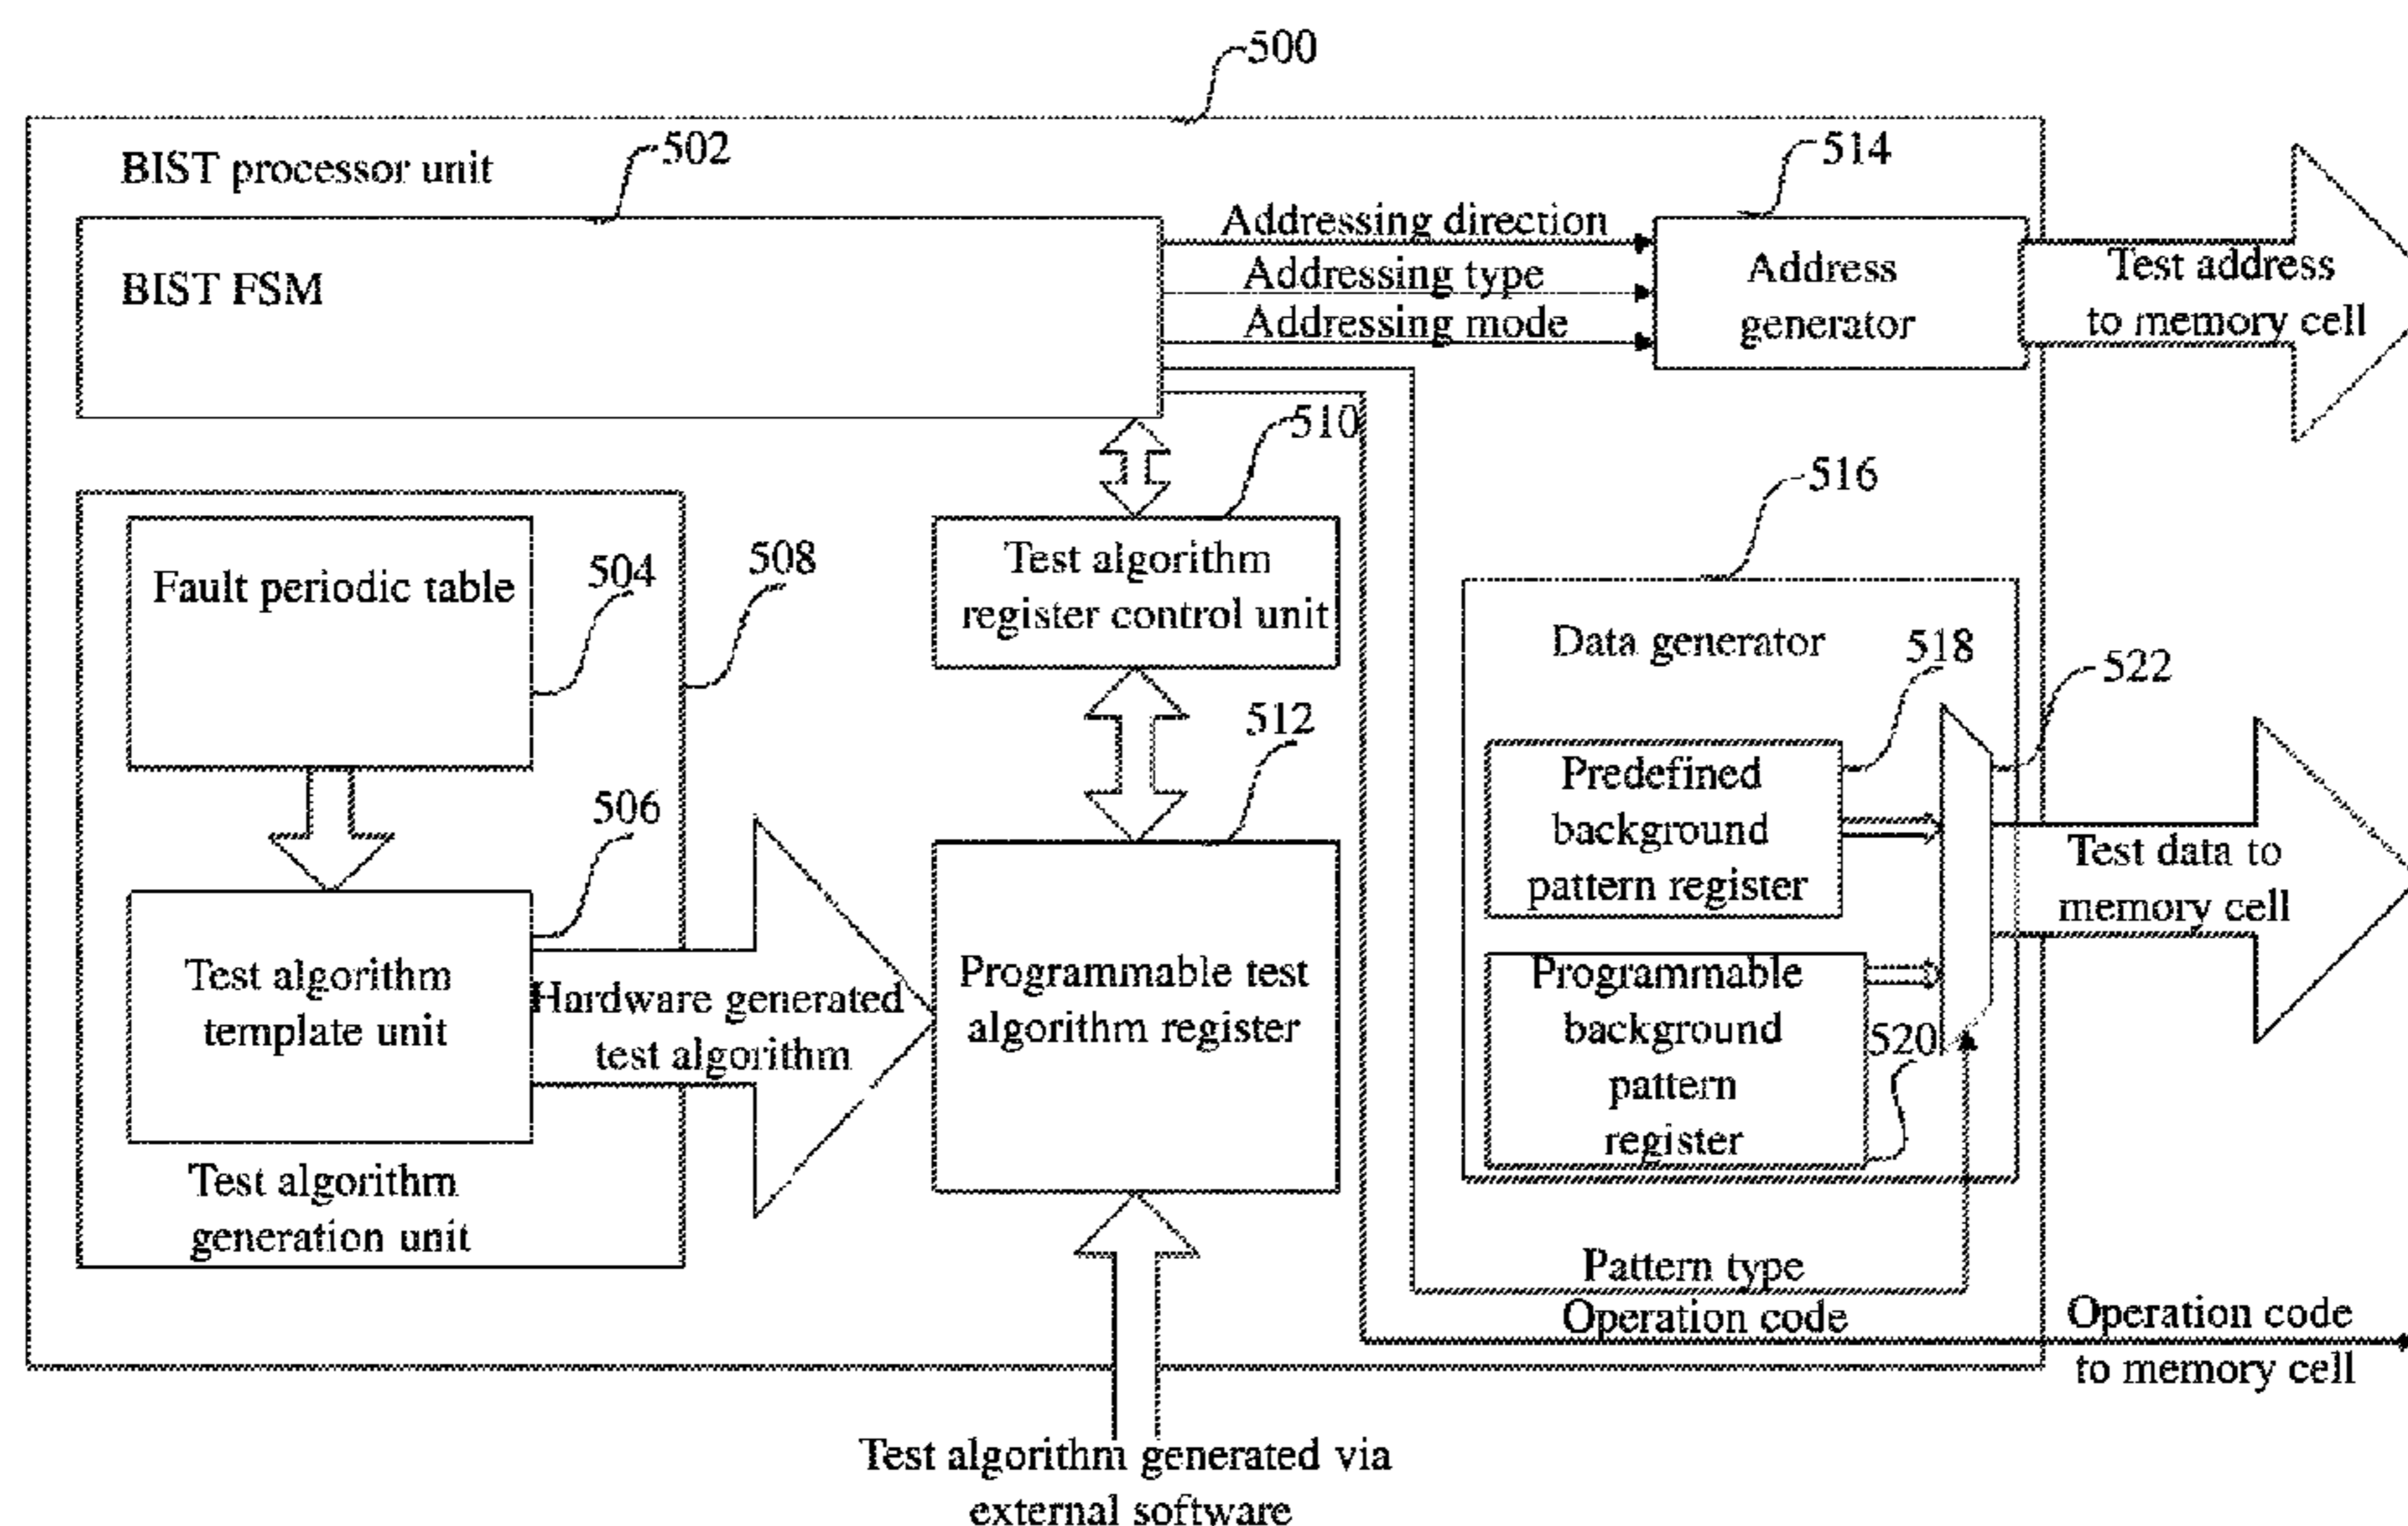 500
BIST processor unit
502
514
BIST FSM
Addressing direction
Addressing type
Addressing mode
Address
generator
Test address
to memory cell
510
516
Fault periodic table
504
508
Test algorithm
register control unit
Data generator
518
522
512
506
Predefined
background
pattern register
Test data to
memory cell
Test algorithm
template unit
Hardware generated
test algorithm
Programmable test
algorithm register
Programmable
background
pattern
register
520
Test algorithm
generation unit
Pattern type
Operation code
Operation code
to memory cell
Test algorithm generated via
external software